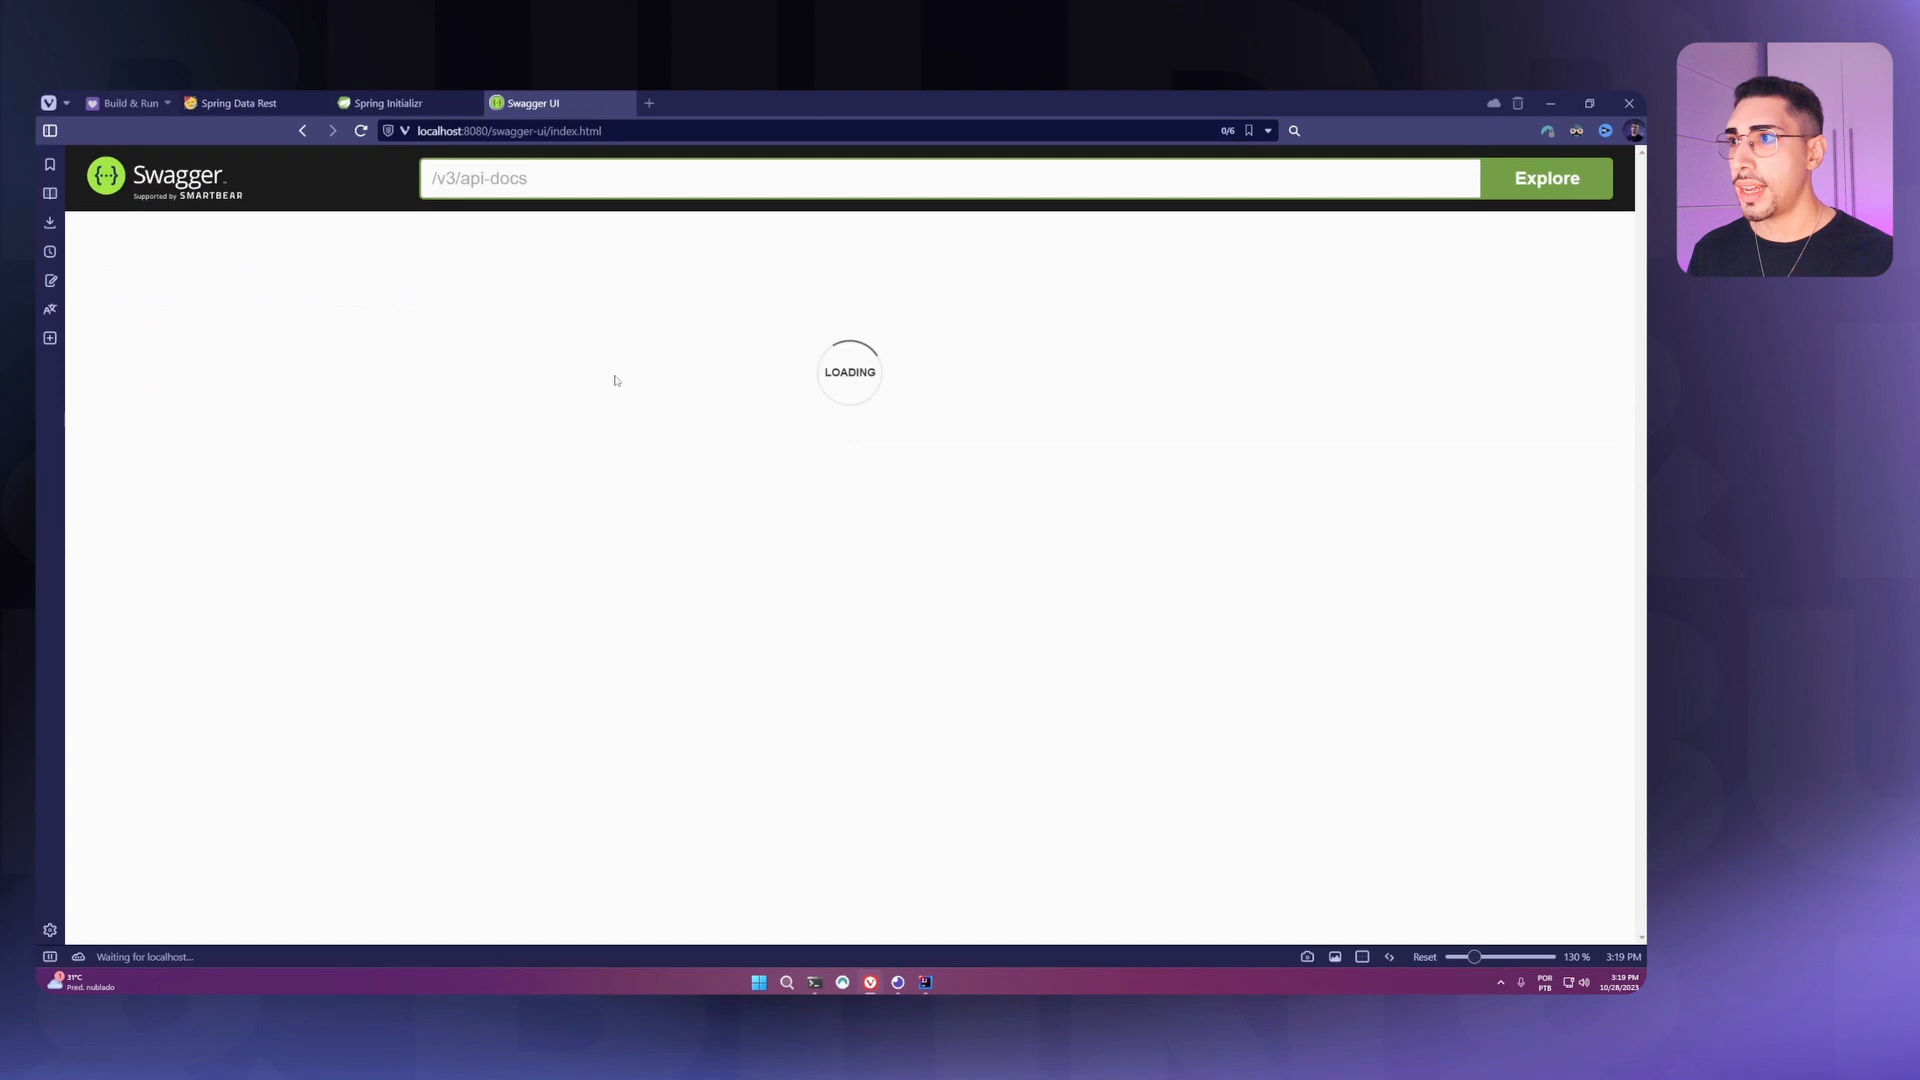 Build & Run
Spring Data Rest
Spring Initializr
Swagger UI
localhost:8080/swagger-ui/index.html
0/6
Swagger
Supported by SMARTBEAR
/v3/api-docs
Explore
LOADING
Waiting for localhost...
Reset
130 %
3:19 PM
1
31°C
Pred. nublado
POR
PTB
3:19 PM
10/28/2023